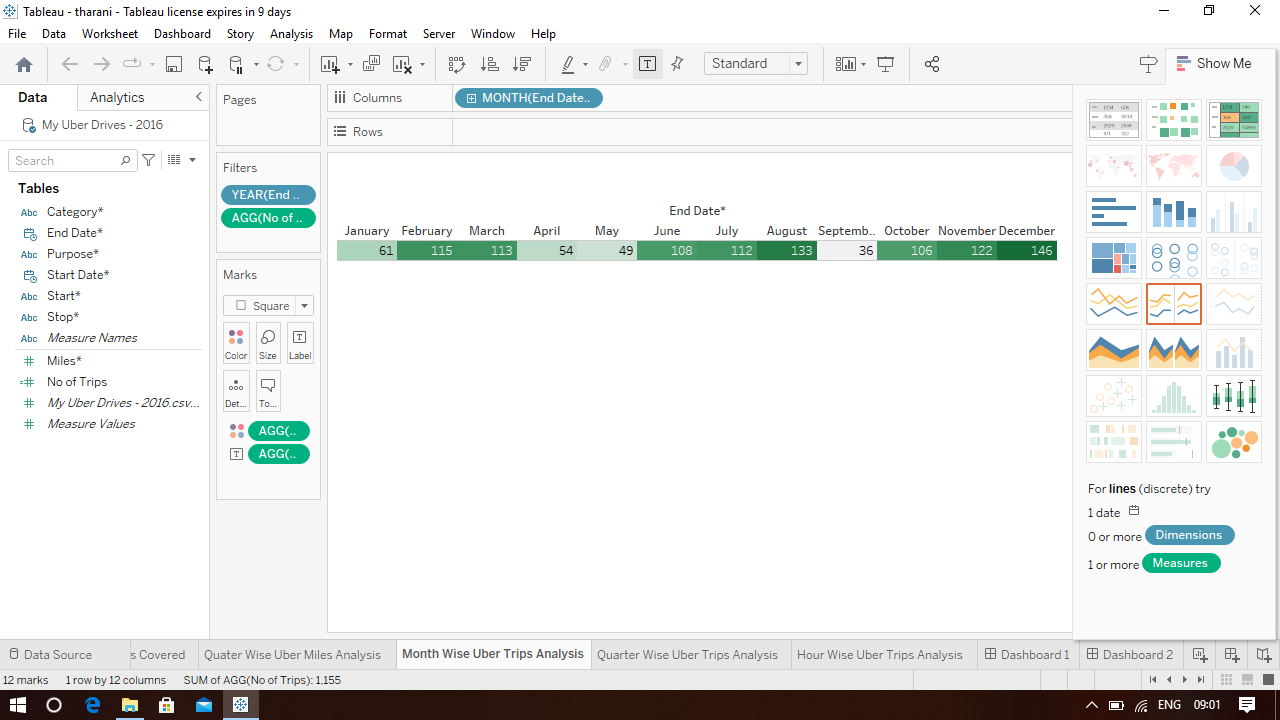 Tableau - tharani - Tableau license expires in 9 days
File Data Worksheet Dashboard Story Analysis Map Format Server Window Help
Standard
Show Me
Data Analytics
My Uber Drives - 2016
Search
Tables
Abc Category*
End Date*
Abc Purpose*
Start Date*
Abc Start*
Abc Stop*
Abc Measure Names
Miles*
No of Trips
My Uber Drives - 2016.csv...
Measure Values
Pages
Filters
YEAR(End ..
AGG(No of ..
Marks
Square
Color Size Label
Det... To...
AGG(..
AGG(..
Columns MONTH(End Date..
Rows
End Date*
January February March April May June July August Septemb.. October November December
61 115 113 54 49 108 112 133 36 106 122 146
For lines (discrete) try
1 date
0 or more Dimensions
1 or more Measures
Data Source s Covered Quater Wise Uber Miles Analysis Month Wise Uber Trips Analysis Quarter Wise Uber Trips Analysis Hour Wise Uber Trips Analysis Dashboard 1 Dashboard 2
12 marks 1 row by 12 columns SUM of AGG(No of Trips): 1,155
ENG 09:01